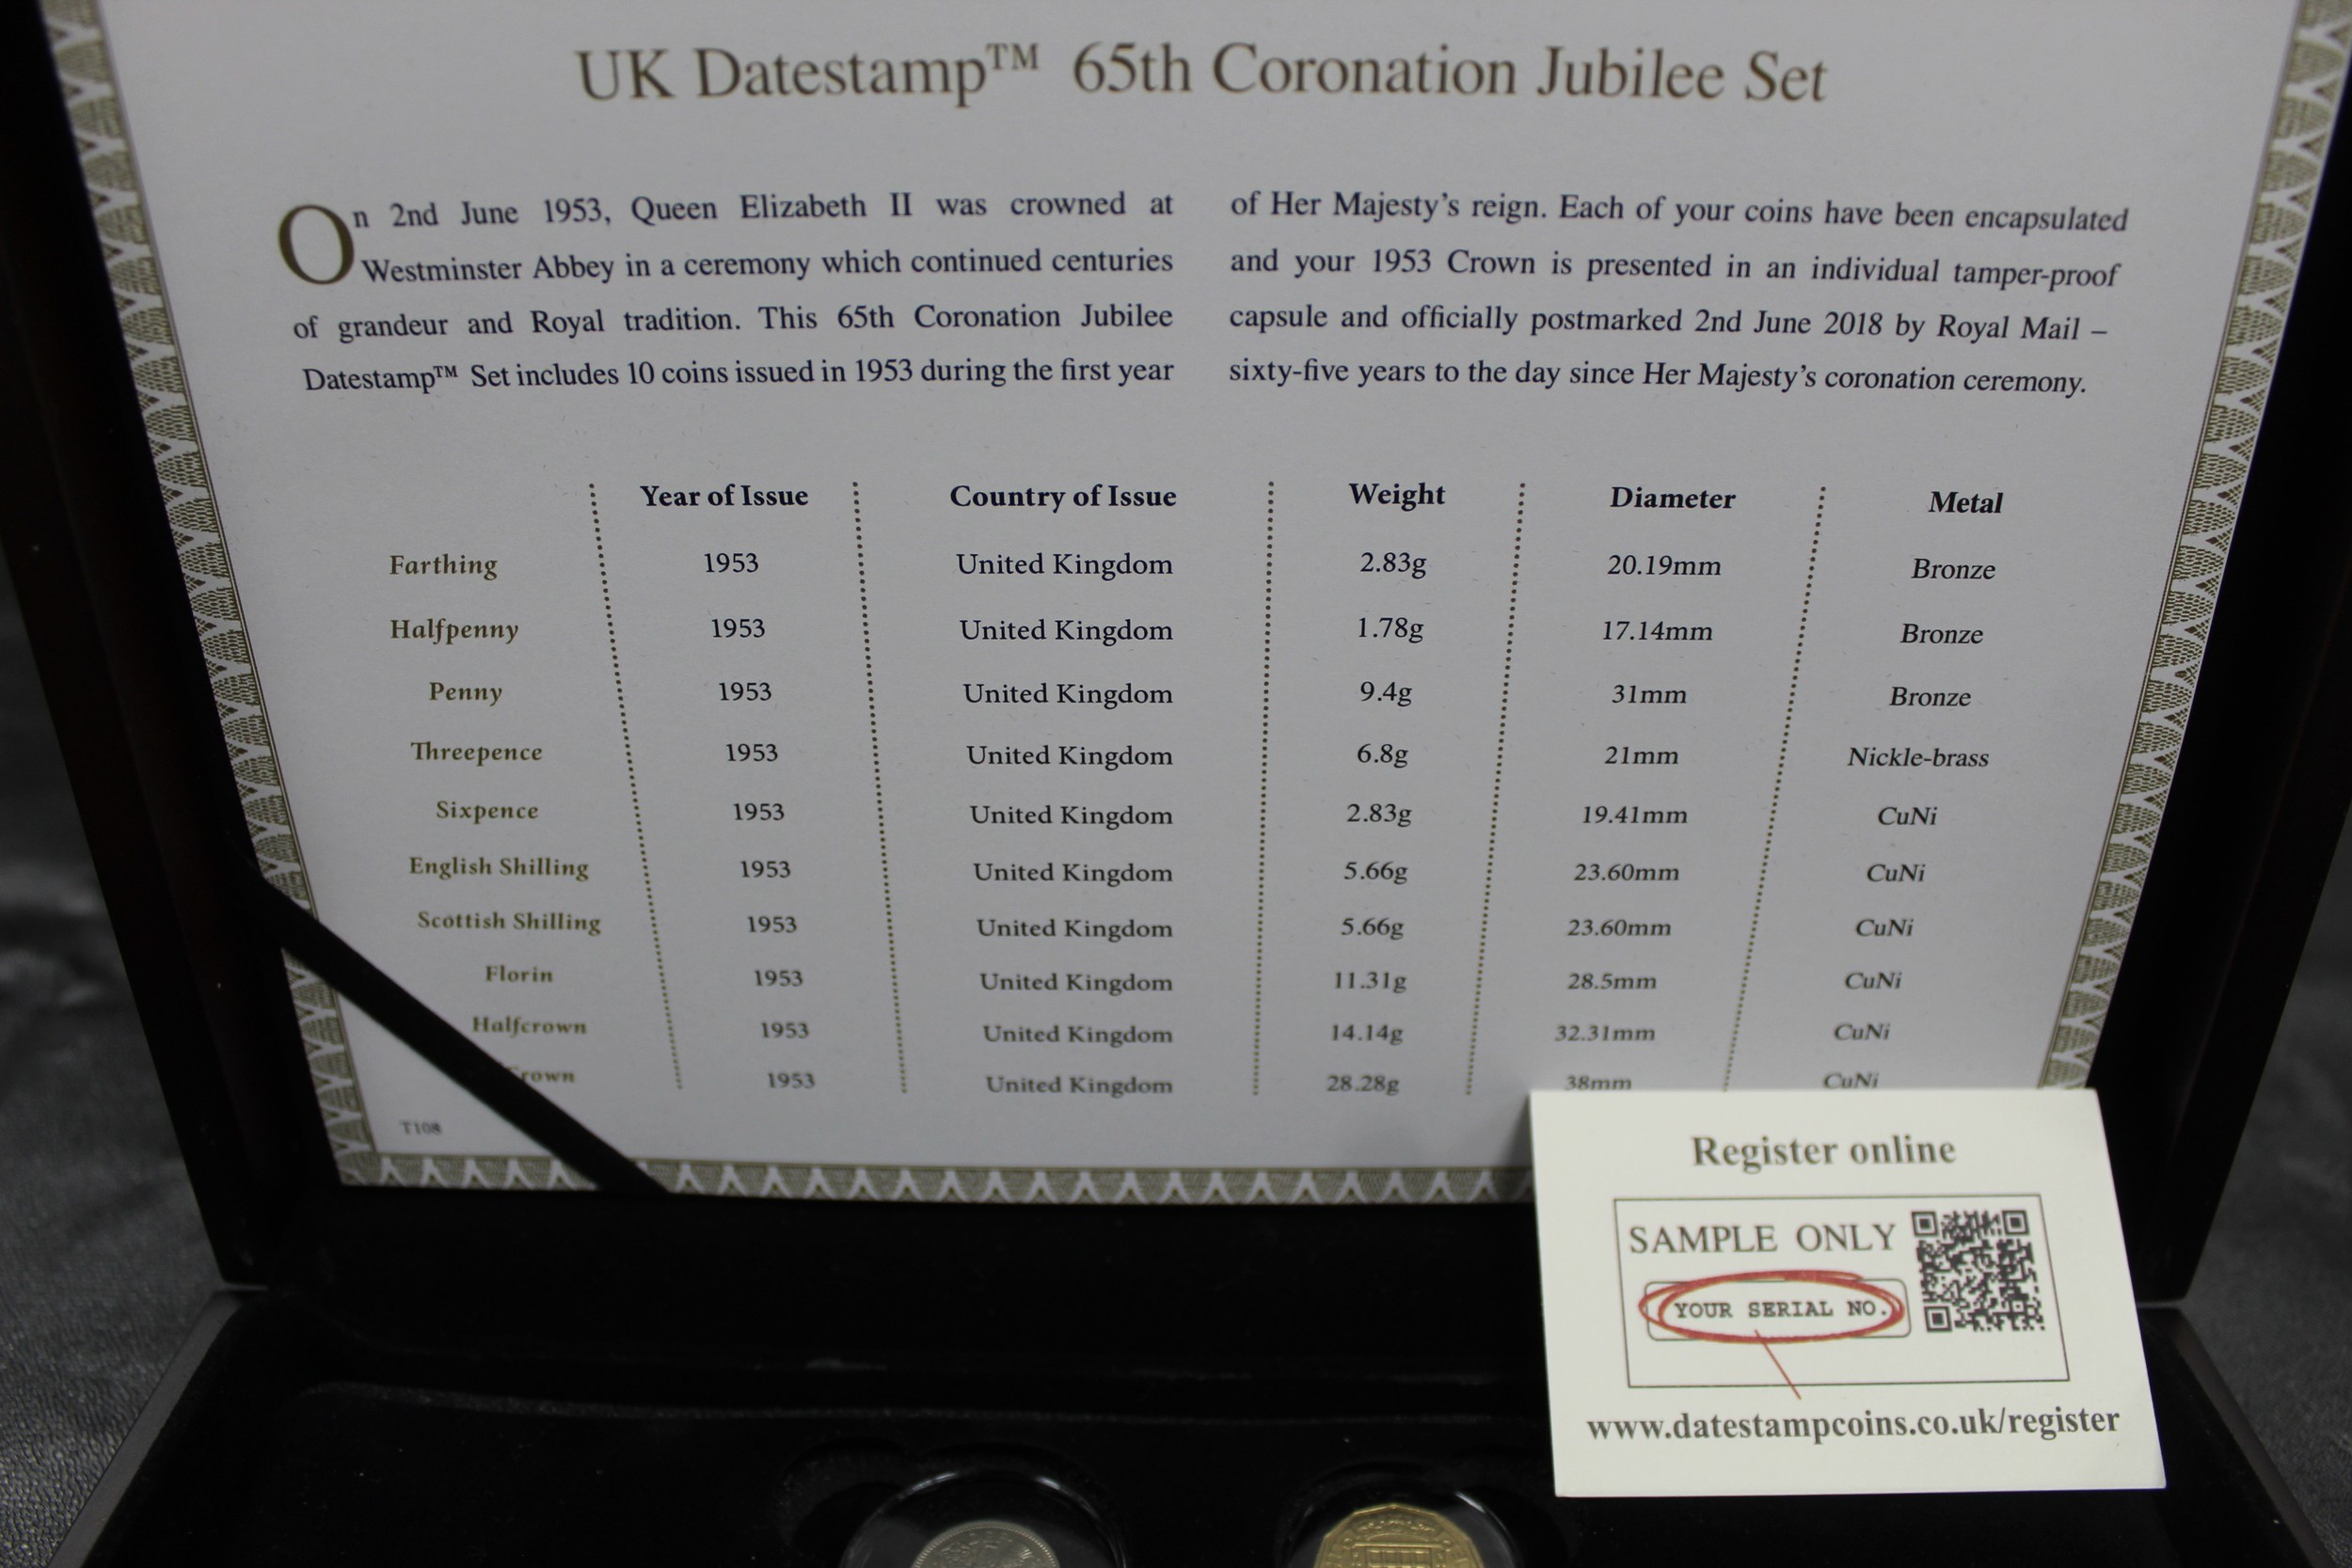 UK Datestamp™ 65th Coronation Jubilee Set
On 2nd June 1953, Queen Elizabeth II was crowned at
Westminster Abbey in a ceremony which continued centuries
of grandeur and Royal tradition. This 65th Coronation Jubilee
Datestamp™ Set includes 10 coins issued in 1953 during the first year
of Her Majesty's reign. Each of your coins have been encapsulated
and your 1953 Crown is presented in an individual tamper-proof
capsule and officially postmarked 2nd June 2018 by Royal Mail –
sixty-five years to the day since Her Majesty's coronation ceremony.
Year of Issue Country of Issue Weight Diameter Metal
Farthing 1953 United Kingdom 2.83g 20.19mm Bronze
Halfpenny 1953 United Kingdom 1.78g 17.14mm Bronze
Penny 1953 United Kingdom 9.4g 31mm Bronze
Threepence 1953 United Kingdom 6.8g 21mm Nickle-brass
Sixpence 1953 United Kingdom 2.83g 19.41mm CuNi
English Shilling 1953 United Kingdom 5.66g 23.60mm CuNi
Scottish Shilling 1953 United Kingdom 5.66g 23.60mm CuNi
Florin 1953 United Kingdom 11.31g 28.5mm CuNi
Halfcrown 1953 United Kingdom 14.14g 32.31mm CuNi
Crown 1953 United Kingdom 28.28g 38mm CuNi
T108
Register online
SAMPLE ONLY
YOUR SERIAL NO.
www.datestampcoins.co.uk/register